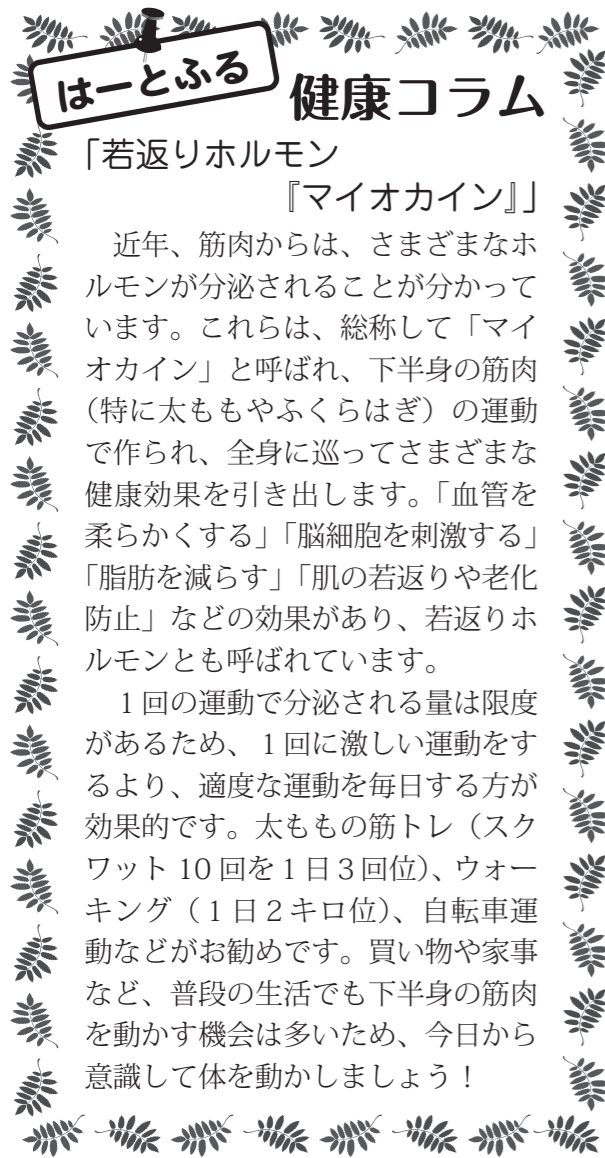 はーとふる
健康コラム
「若返りホルモン
『マイオカイン』」
　近年、筋肉からは、さまざまなホ
ルモンが分泌されることが分かって
います。これらは、総称して「マイ
オカイン」と呼ばれ、下半身の筋肉
（特に太ももやふくらはぎ）の運動
で作られ、全身に巡ってさまざまな
健康効果を引き出します。「血管を
柔らかくする」「脳細胞を刺激する」
「脂肪を減らす」「肌の若返りや老化
防止」などの効果があり、若返りホ
ルモンとも呼ばれています。
　１回の運動で分泌される量は限度
があるため、１回に激しい運動をす
るより、適度な運動を毎日する方が
効果的です。太ももの筋トレ（スク
ワット 10 回を１日３回位）、ウォー
キング（１日２キロ位）、自転車運
動などがお勧めです。買い物や家事
など、普段の生活でも下半身の筋肉
を動かす機会は多いため、今日から
意識して体を動かしましょう！